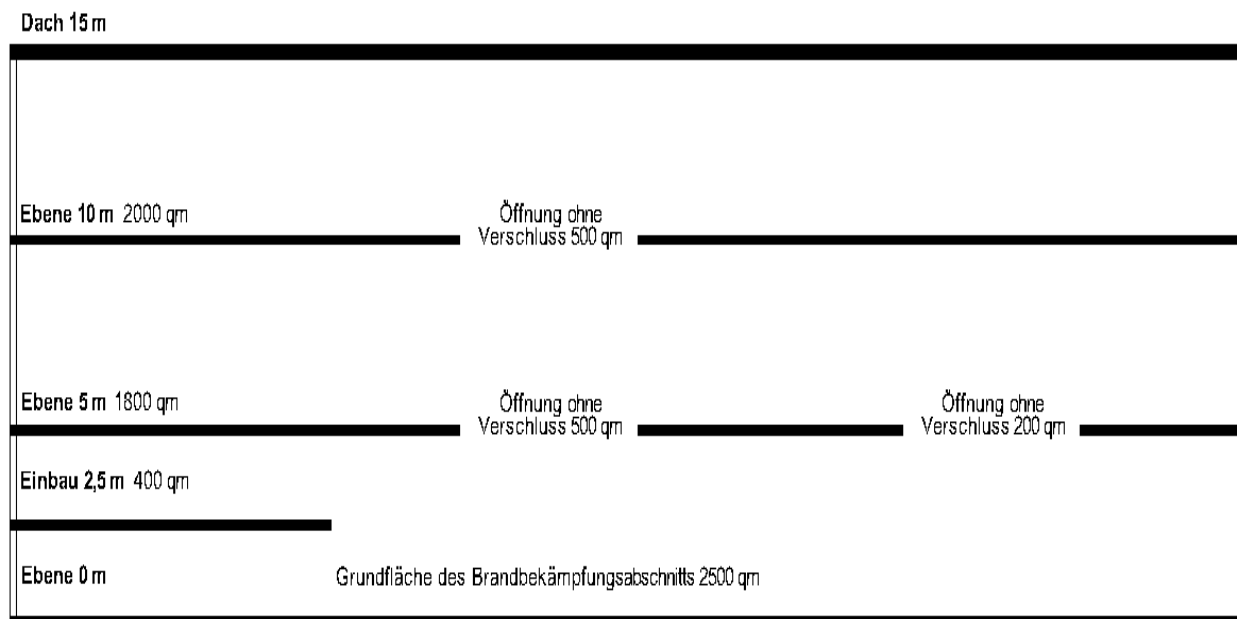 Dach 15 m
Ebene 10 m 2000 qm
Öffnung ohne
Verschluss 500 qm
Ebene 5 m 1800 qm
Öffnung ohne
Verschluss 500 qm
Öffnung ohne
Verschluss 200 qm
Einbau 2,5 m 400 qm
Ebene 0 m
Grundfläche des Brandbekämpfungsabschnitts 2500 qm